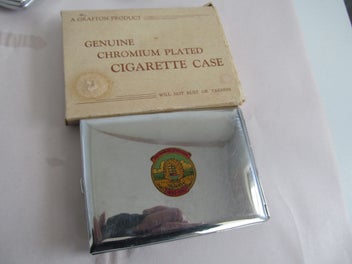 A GRAFTON PRODUCT
GENUINE
CHROMIUM PLATED
CIGARETTE CASE
WILL NOT RUST OR TARNISH